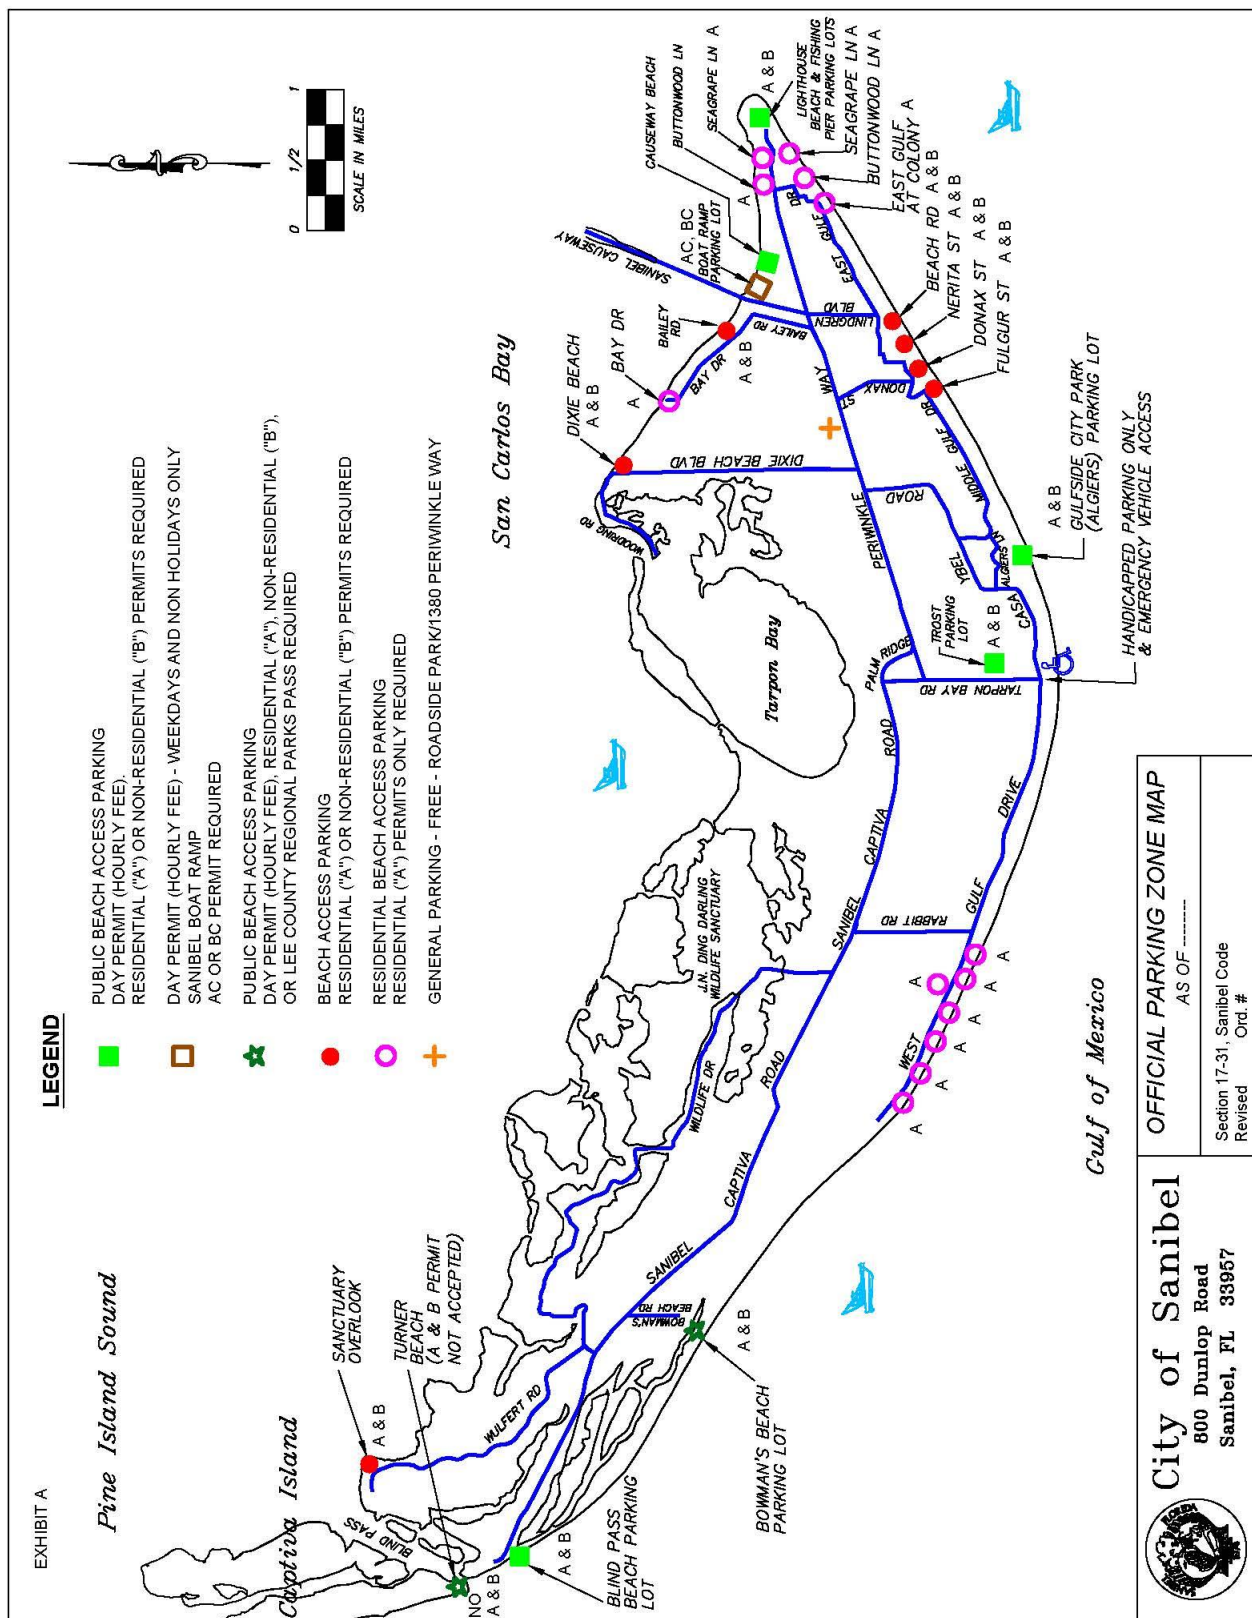 EXHIBIT A
LEGEND
PUBLIC BEACH ACCESS PARKING
DAY PERMIT (HOURLY FEE).
RESIDENTIAL ("A") OR NON-RESIDENTIAL ("B") PERMITS REQUIRED
DAY PERMIT (HOURLY FEE) - WEEKDAYS AND NON HOLIDAYS ONLY
SANIBEL BOAT RAMP
AC OR BC PERMIT REQUIRED
PUBLIC BEACH ACCESS PARKING
DAY PERMIT (HOURLY FEE), RESIDENTIAL ("A"), NON-RESIDENTIAL ("B"),
OR LEE COUNTY REGIONAL PARKS PASS REQUIRED
BEACH ACCESS PARKING
RESIDENTIAL ("A") OR NON-RESIDENTIAL ("B") PERMITS REQUIRED
RESIDENTIAL BEACH ACCESS PARKING
RESIDENTIAL ("A") PERMITS ONLY REQUIRED
GENERAL PARKING - FREE - ROADSIDE PARK/1380 PERIWINKLE WAY
0 1/2 1
SCALE IN MILES
Pine Island Sound
Captiva Island
San Carlos Bay
Tarpon Bay
Gulf of Mexico
BLIND PASS
SANCTUARY
OVERLOOK
A & B
TURNER
BEACH
(A & B PERMIT
NOT ACCEPTED)
NO
A & B
A & B
BLIND PASS
BEACH PARKING
LOT
WULFERT RD
BOWMAN'S
BEACH RD
A & B
BOWMAN'S BEACH
PARKING LOT
SANIBEL
CAPTIVA
ROAD
WILDLIFE DR
J.N. DING DARLING
WILDLIFE SANCTUARY
SANIBEL
CAPTIVA
ROAD
RABBIT RD
WEST
GULF
DRIVE
A
A
A
A
A
A
A
PALM RIDGE
TARPON BAY RD
TROST
PARKING
LOT
A & B
HANDICAPPED PARKING ONLY
& EMERGENCY VEHICLE ACCESS
CASA
YBEL
ROAD
ALGIERS LN
A & B
GULFSIDE CITY PARK
(ALGIERS) PARKING LOT
PERIWINKLE
WAY
WOODRING RD
DIXIE BEACH BLVD
DIXIE BEACH
A & B
A
BAY DR
BAY DR
BAILEY
RD
A & B
BAILEY RD
SANIBEL CAUSEWAY
AC, BC
BOAT RAMP
PARKING LOT
CAUSEWAY BEACH
BUTTONWOOD LN
SEAGRAPE LN A
A
A & B
LIGHTHOUSE
BEACH & FISHING
PIER PARKING LOTS
SEAGRAPE LN A
BUTTONWOOD LN A
EAST GULF
AT COLONY A
BEACH RD A & B
NERITA ST A & B
DONAX ST A & B
FULGUR ST A & B
LINDGREN
BLVD
EAST
GULF
DR
DONAX
ST
MIDDLE GULF DR
City of Sanibel
800 Dunlop Road
Sanibel, FL 33957
OFFICIAL PARKING ZONE MAP
AS OF --------
Section 17-31, Sanibel Code
Revised Ord. #